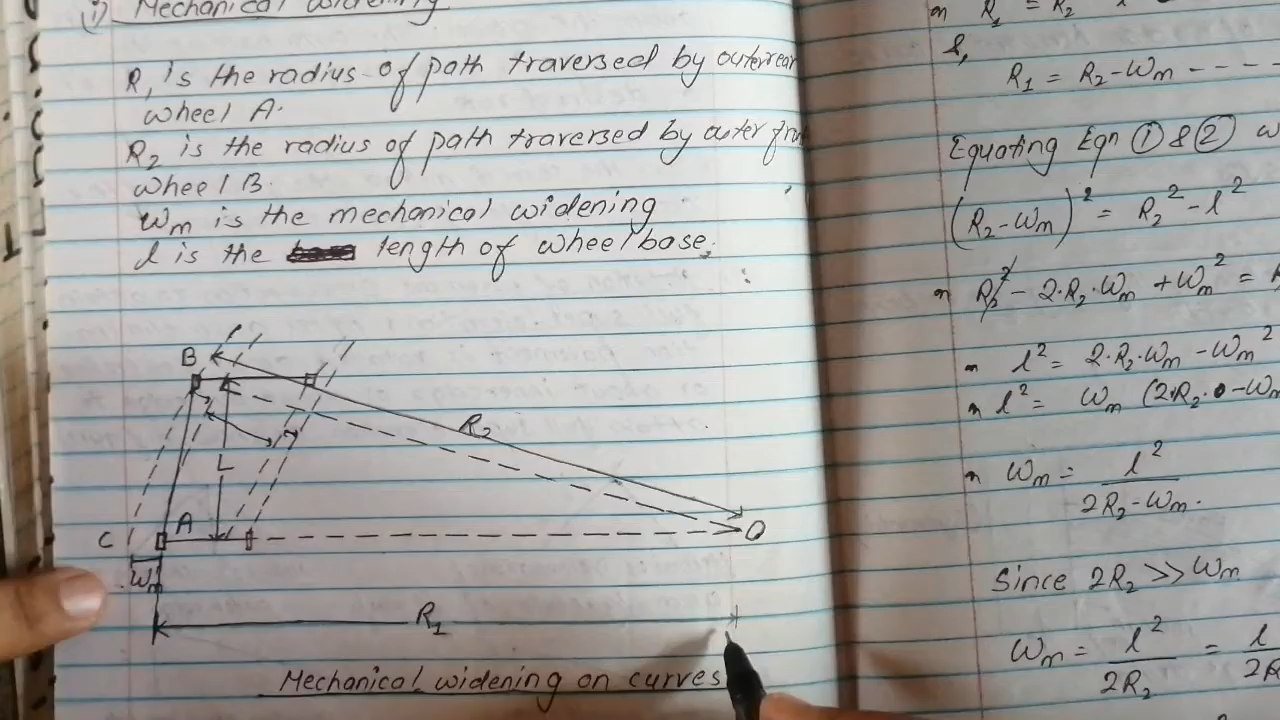 (i) Mechanical widening
R₁ is the radius of path traversed by outer rear
wheel A.
R₂ is the radius of path traversed by outer
wheel B.
Wm is the mechanical widening
l is the length of wheel base.
B
R₂
L
C
A
O
Wm
R₁
Mechanical widening on curves
R₁ = R₂ - Wm ----
Equating Eqn ① & ②
(R₂-Wm)² = R₂² - l²
R₂² - 2·R₂·Wm + Wm² =
l² = 2·R₂·Wm - Wm²
l² = Wm (2·R₂ - Wm
Wm = l² / 2R₂-Wm.
Since 2R₂ >> Wm
Wm = l² / 2R₂ =